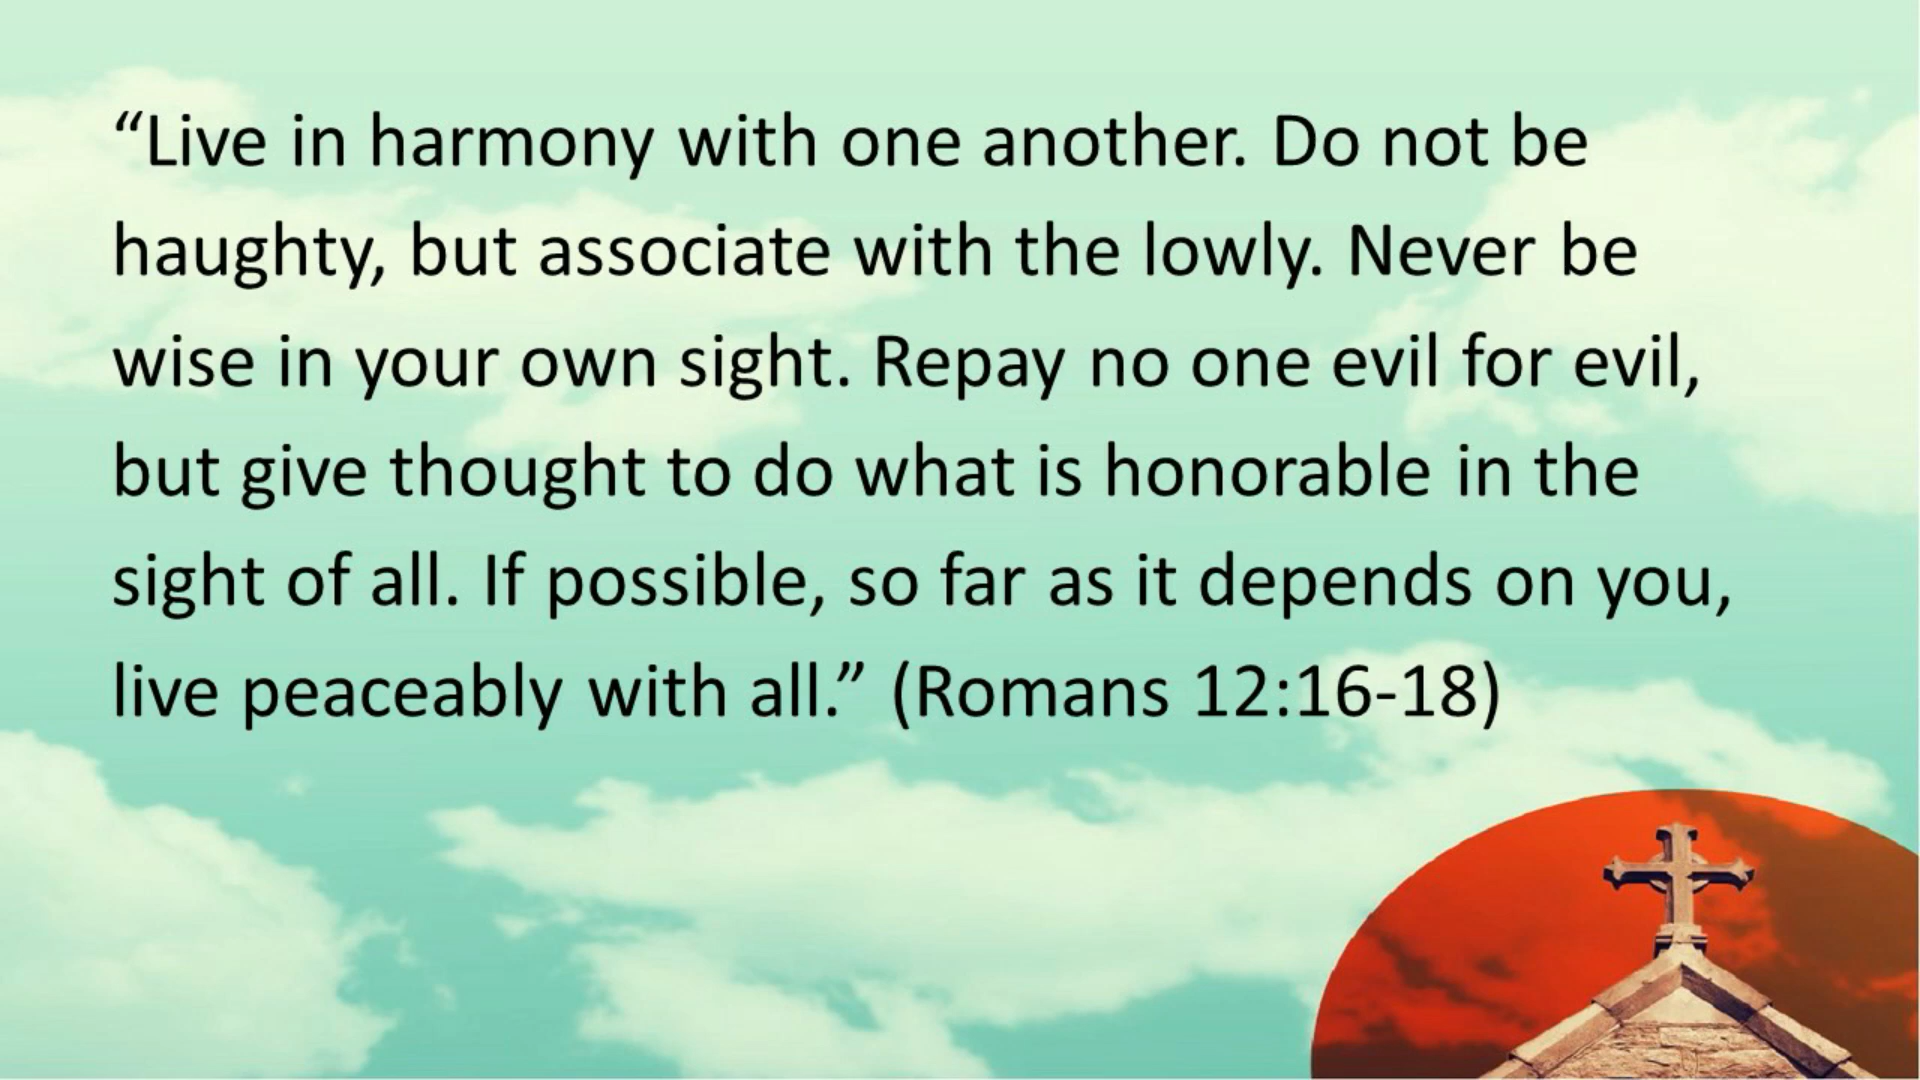 “Live in harmony with one another. Do not be
haughty, but associate with the lowly. Never be
wise in your own sight. Repay no one evil for evil,
but give thought to do what is honorable in the
sight of all. If possible, so far as it depends on you,
live peaceably with all.” (Romans 12:16-18)